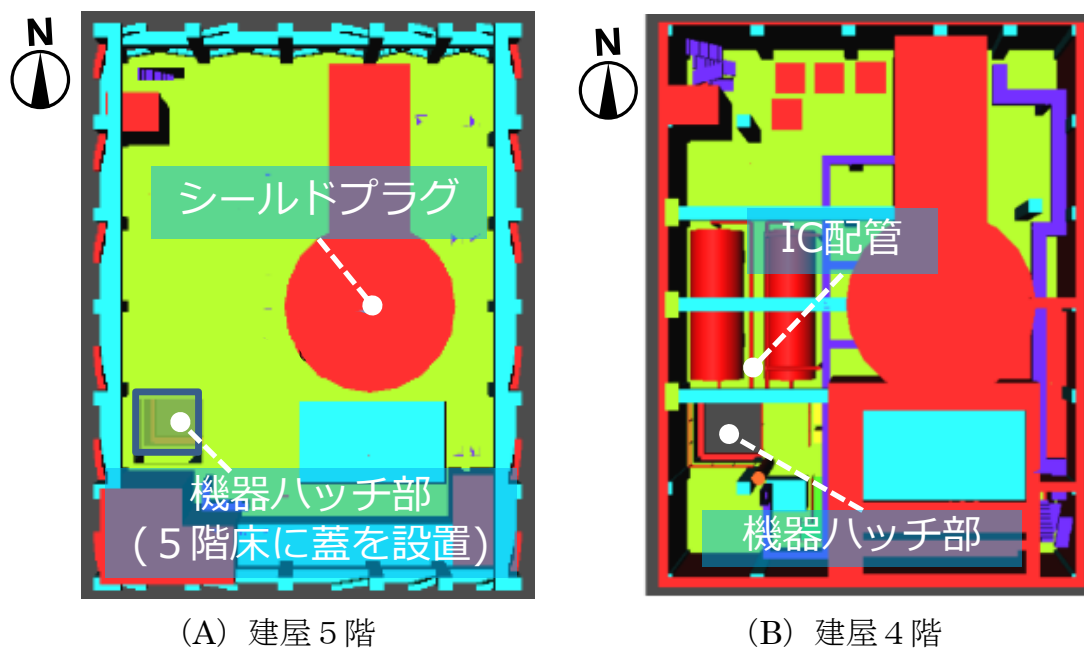 N
N
シールドプラグ
IC配管
機器ハッチ部
(５階床に蓋を設置)
機器ハッチ部
（A）建屋５階
（B）建屋４階